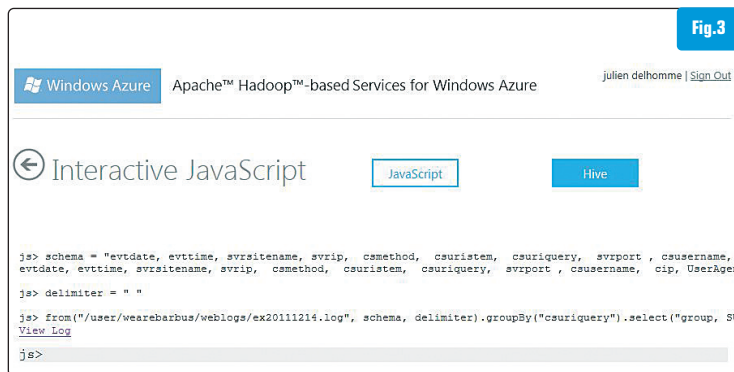 Fig.3
Windows Azure Apache™ Hadoop™-based Services for Windows Azure julien delhomme | Sign Out
Interactive JavaScript JavaScript Hive
js> schema = "evtdate, evttime, svrsitename, svrip, csmethod, csuristem, csuriquery, svrport , csusername,
evtdate, evttime, svrsitename, svrip, csmethod, csuristem, csuriquery, svrport , csusername, cip, UserAge
js> delimiter = " "
js> from("/user/wearebarbus/weblogs/ex20111214.log", schema, delimiter).groupBy("csuriquery").select("group,
View Log
js>